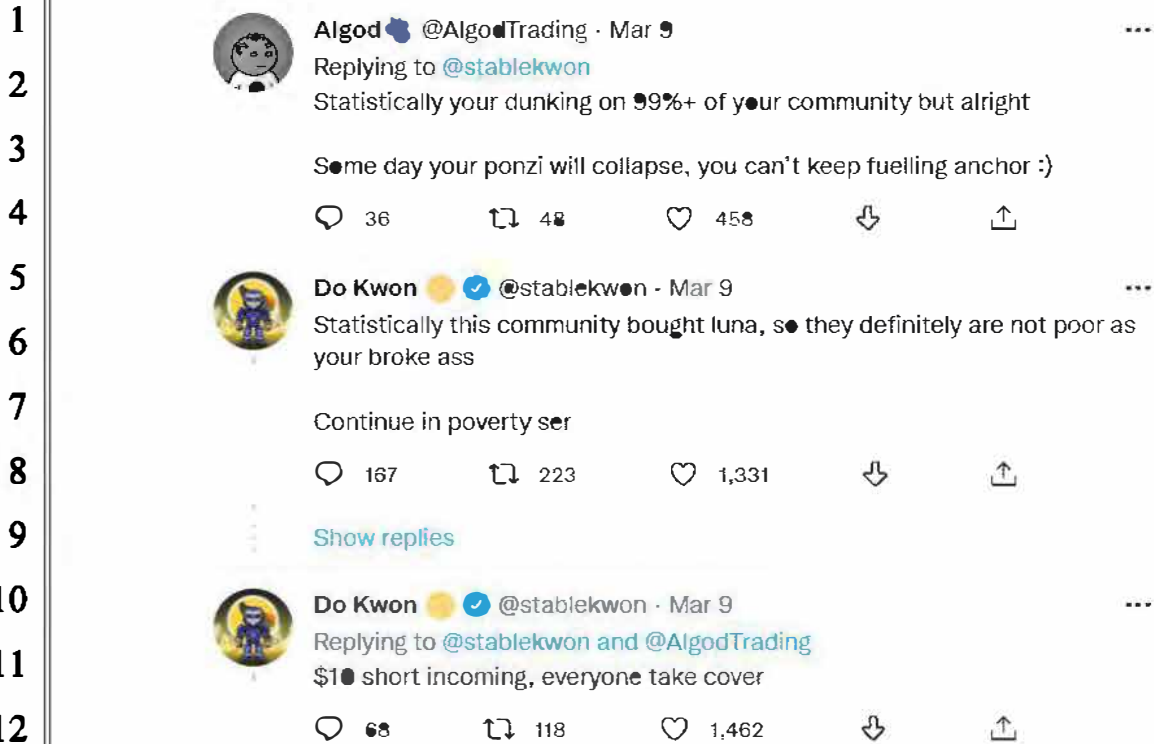 1
Algod @AlgodTrading · Mar 9 ...
Replying to @stablekwon
2
Statistically your dunking on 99%+ of your community but alright
3
Some day your ponzi will collapse, you can't keep fuelling anchor :)
4
36 48 458
5
Do Kwon @stablekwon · Mar 9 ...
Statistically this community bought luna, so they definitely are not poor as
6
your broke ass
7
Continue in poverty ser
8
167 223 1,331
9
Show replies
10
Do Kwon @stablekwon · Mar 9 ...
Replying to @stablekwon and @AlgodTrading
11
$10 short incoming, everyone take cover
12
68 118 1,462